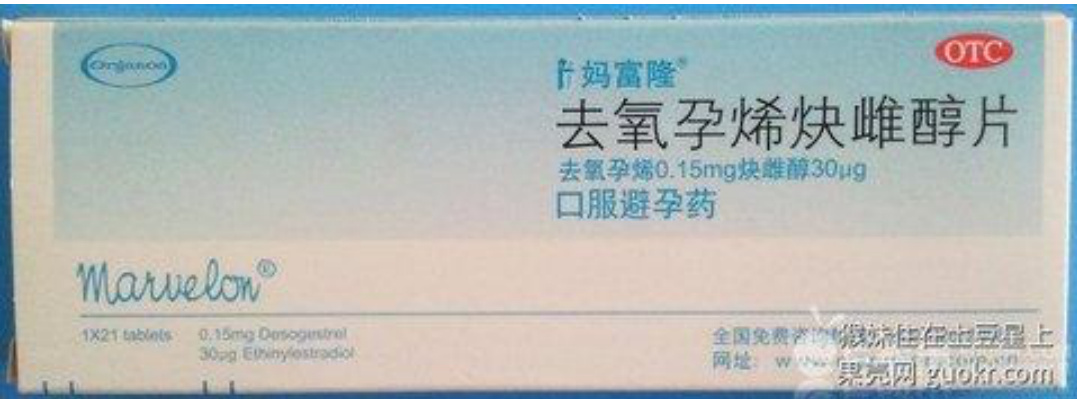 Organon
OTC
妈富隆®
去氧孕烯炔雌醇片
去氧孕烯0.15mg炔雌醇30µg
口服避孕药
Marvelon®
1X21 tablets
0.15mg Desogestrel
30µg Ethinylestradiol
全国免费咨询
网址: www.
猴妹住在土豆星上
果壳网 guokr.com